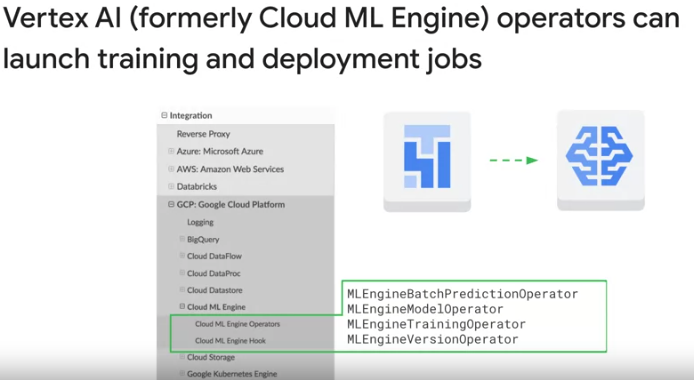 Vertex AI (formerly Cloud ML Engine) operators can
launch training and deployment jobs
Integration
Reverse Proxy
Azure: Microsoft Azure
AWS: Amazon Web Services
Databricks
GCP: Google Cloud Platform
Logging
BigQuery
Cloud DataFlow
Cloud DataProc
Cloud Datastore
Cloud ML Engine
Cloud ML Engine Operators
Cloud ML Engine Hook
Cloud Storage
Google Kubernetes Engine
MLEngineBatchPredictionOperator
MLEngineModelOperator
MLEngineTrainingOperator
MLEngineVersionOperator